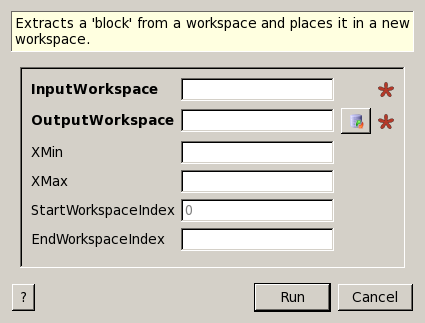 Extracts a 'block' from a workspace and places it in a new
workspace.
InputWorkspace
*
OutputWorkspace
*
XMin
XMax
StartWorkspaceIndex 0
EndWorkspaceIndex
? Run Cancel